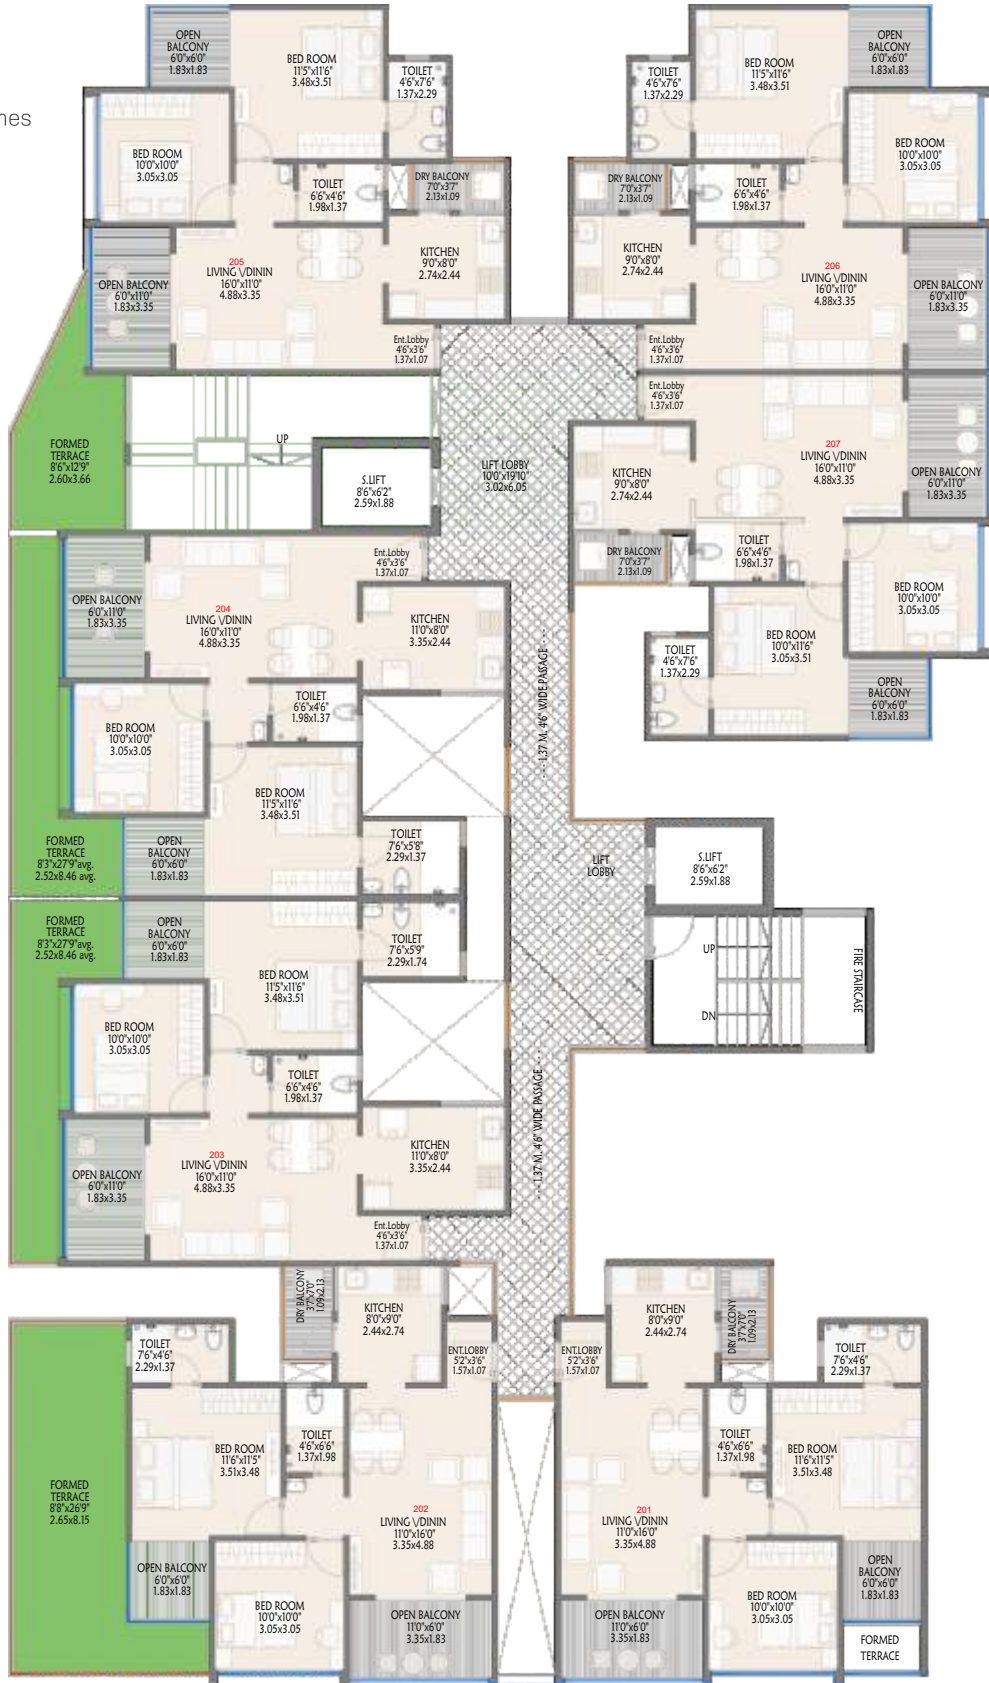 nes
OPEN
BALCONY
6'0"x6'0"
1.83x1.83
BED ROOM
11'5"x11'6"
3.48x3.51
TOILET
4'6"x7'6"
1.37x2.29
BED ROOM
10'0"x10'0"
3.05x3.05
TOILET
6'6"x4'6"
1.98x1.37
DRY BALCONY
7'0"x3'7"
2.13x1.09
KITCHEN
9'0"x8'0"
2.74x2.44
205
LIVING \/DININ
16'0"x11'0"
4.88x3.35
OPEN BALCONY
6'0"x11'0"
1.83x3.35
Ent.Lobby
4'6"x3'6"
1.37x1.07
TOILET
4'6"x7'6"
1.37x2.29
BED ROOM
11'5"x11'6"
3.48x3.51
OPEN
BALCONY
6'0"x6'0"
1.83x1.83
BED ROOM
10'0"x10'0"
3.05x3.05
DRY BALCONY
7'0"x3'7"
2.13x1.09
TOILET
6'6"x4'6"
1.98x1.37
KITCHEN
9'0"x8'0"
2.74x2.44
206
LIVING \/DININ
16'0"x11'0"
4.88x3.35
OPEN BALCONY
6'0"x11'0"
1.83x3.35
Ent.Lobby
4'6"x3'6"
1.37x1.07
Ent.Lobby
4'6"x3'6"
1.37x1.07
207
LIVING \/DININ
16'0"x11'0"
4.88x3.35
OPEN BALCONY
6'0"x11'0"
1.83x3.35
KITCHEN
9'0"x8'0"
2.74x2.44
DRY BALCONY
7'0"x3'7"
2.13x1.09
TOILET
6'6"x4'6"
1.98x1.37
BED ROOM
10'0"x10'0"
3.05x3.05
BED ROOM
10'0"x11'6"
3.05x3.51
TOILET
4'6"x7'6"
1.37x2.29
OPEN
BALCONY
6'0"x6'0"
1.83x1.83
FORMED
TERRACE
8'6"x12'9"
2.60x3.66
UP
S.LIFT
8'6"x6'2"
2.59x1.88
LIFT LOBBY
10'0"x19'10"
3.02x6.05
Ent.Lobby
4'6"x3'6"
1.37x1.07
OPEN BALCONY
6'0"x11'0"
1.83x3.35
204
LIVING \/DININ
16'0"x11'0"
4.88x3.35
KITCHEN
11'0"x8'0"
3.35x2.44
BED ROOM
10'0"x10'0"
3.05x3.05
TOILET
6'6"x4'6"
1.98x1.37
BED ROOM
11'5"x11'6"
3.48x3.51
---1.37 M. 4'6" WIDE PASSAGE----
FORMED
TERRACE
8'3"x27'9" avg.
2.52x8.46 avg.
OPEN
BALCONY
6'0"x6'0"
1.83x1.83
TOILET
7'6"x5'8"
2.29x1.37
LIFT
LOBBY
S.LIFT
8'6"x6'2"
2.59x1.88
FORMED
TERRACE
8'3"x27'9"avg.
2.52x8.46 avg.
OPEN
BALCONY
6'0"x6'0"
1.83x1.83
TOILET
7'6"x5'9"
2.29x1.74
BED ROOM
11'5"x11'6"
3.48x3.51
UP
DN
FIRE STAIRCASE
BED ROOM
10'0"x10'0"
3.05x3.05
TOILET
6'6"x4'6"
1.98x1.37
---1.37 M. 4'6" WIDE PASSAGE----
OPEN BALCONY
6'0"x11'0"
1.83x3.35
203
LIVING \/DININ
16'0"x11'0"
4.88x3.35
KITCHEN
11'0"x8'0"
3.35x2.44
Ent.Lobby
4'6"x3'6"
1.37x1.07
DRY BALCONY
3'7"x7'0"
1.09x2.13
KITCHEN
8'0"x9'0"
2.44x2.74
ENT.LOBBY
5'2"x3'6"
1.57x1.07
TOILET
7'6"x4'6"
2.29x1.37
BED ROOM
11'6"x11'5"
3.51x3.48
TOILET
4'6"x6'6"
1.37x1.98
202
LIVING \/DININ
11'0"x16'0"
3.35x4.88
FORMED
TERRACE
8'8"x26'9"
2.65x8.15
OPEN BALCONY
6'0"x6'0"
1.83x1.83
BED ROOM
10'0"x10'0"
3.05x3.05
OPEN BALCONY
11'0"x6'0"
3.35x1.83
ENT.LOBBY
5'2"x3'6"
1.57x1.07
KITCHEN
8'0"x9'0"
2.44x2.74
DRY BALCONY
3'7"x7'0"
1.09x2.13
TOILET
7'6"x4'6"
2.29x1.37
TOILET
4'6"x6'6"
1.37x1.98
BED ROOM
11'6"x11'5"
3.51x3.48
201
LIVING \/DININ
11'0"x16'0"
3.35x4.88
OPEN
BALCONY
6'0"x6'0"
1.83x1.83
BED ROOM
10'0"x10'0"
3.05x3.05
OPEN BALCONY
11'0"x6'0"
3.35x1.83
FORMED
TERRACE